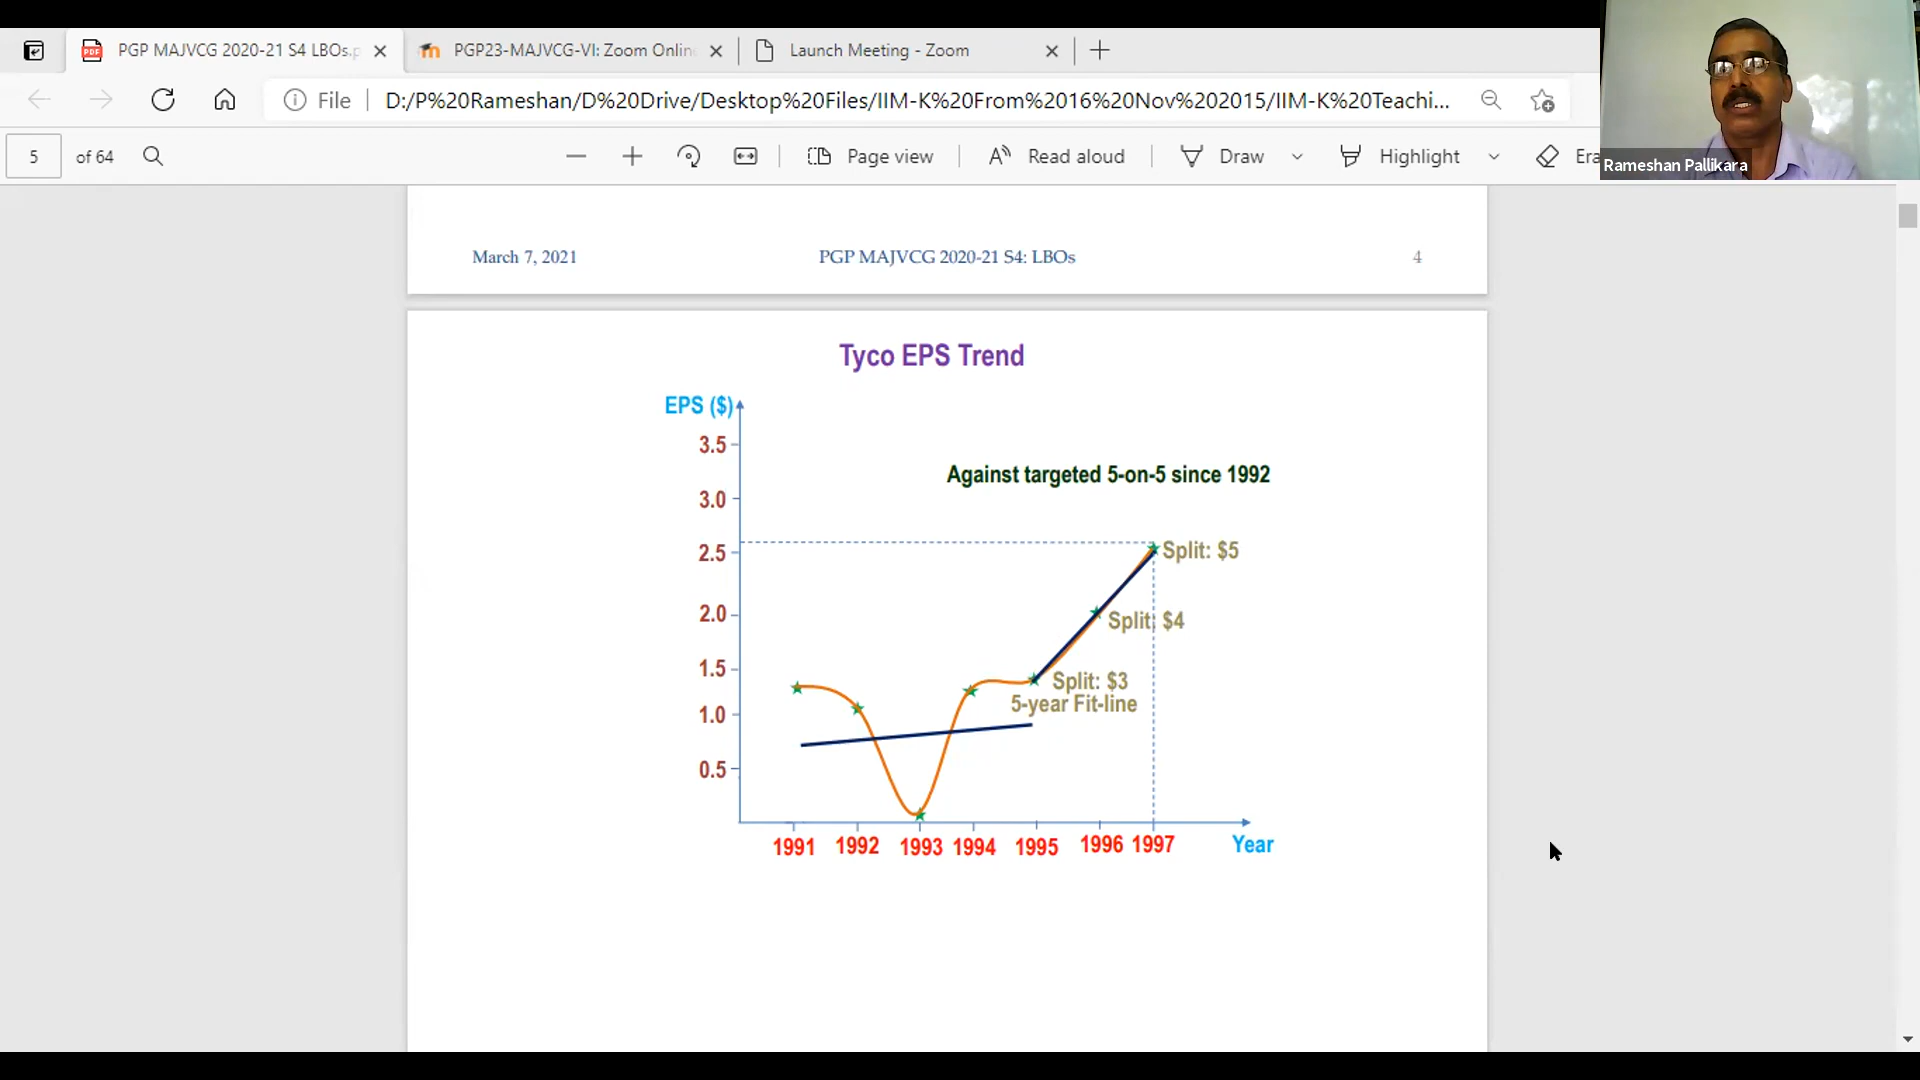 PGP MAJVCG 2020-21 S4 LBOs.p
PGP23-MAJVCG-VI: Zoom Onlin
Launch Meeting - Zoom
File
D:/P%20Rameshan/D%20Drive/Desktop%20Files/IIM-K%20From%2016%20Nov%202015/IIM-K%20Teachi...
5 of 64
Page view
Read aloud
Draw
Highlight
Era
Rameshan Pallikara
March 7, 2021
PGP MAJVCG 2020-21 S4: LBOs
4
Tyco EPS Trend
EPS ($)
3.5
Against targeted 5-on-5 since 1992
3.0
2.5
Split: $5
2.0
Split: $4
1.5
Split: $3
5-year Fit-line
1.0
0.5
1991 1992 1993 1994 1995 1996 1997 Year